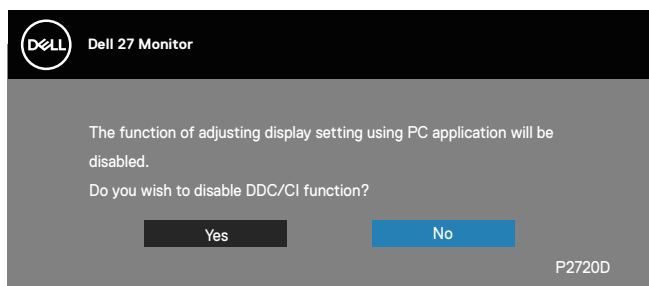 DELL
Dell 27 Monitor
The function of adjusting display setting using PC application will be
disabled.
Do you wish to disable DDC/CI function?
Yes No
P2720D